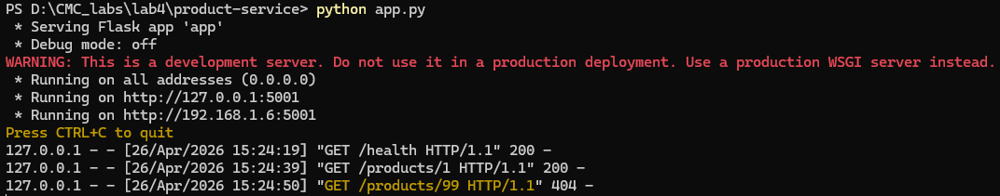 PS D:\CMC_labs\lab4\product-service> python app.py
 * Serving Flask app 'app'
 * Debug mode: off
WARNING: This is a development server. Do not use it in a production deployment. Use a production WSGI server instead.
 * Running on all addresses (0.0.0.0)
 * Running on http://127.0.0.1:5001
 * Running on http://192.168.1.6:5001
Press CTRL+C to quit
127.0.0.1 - - [26/Apr/2026 15:24:19] "GET /health HTTP/1.1" 200 -
127.0.0.1 - - [26/Apr/2026 15:24:39] "GET /products/1 HTTP/1.1" 200 -
127.0.0.1 - - [26/Apr/2026 15:24:50] "GET /products/99 HTTP/1.1" 404 -